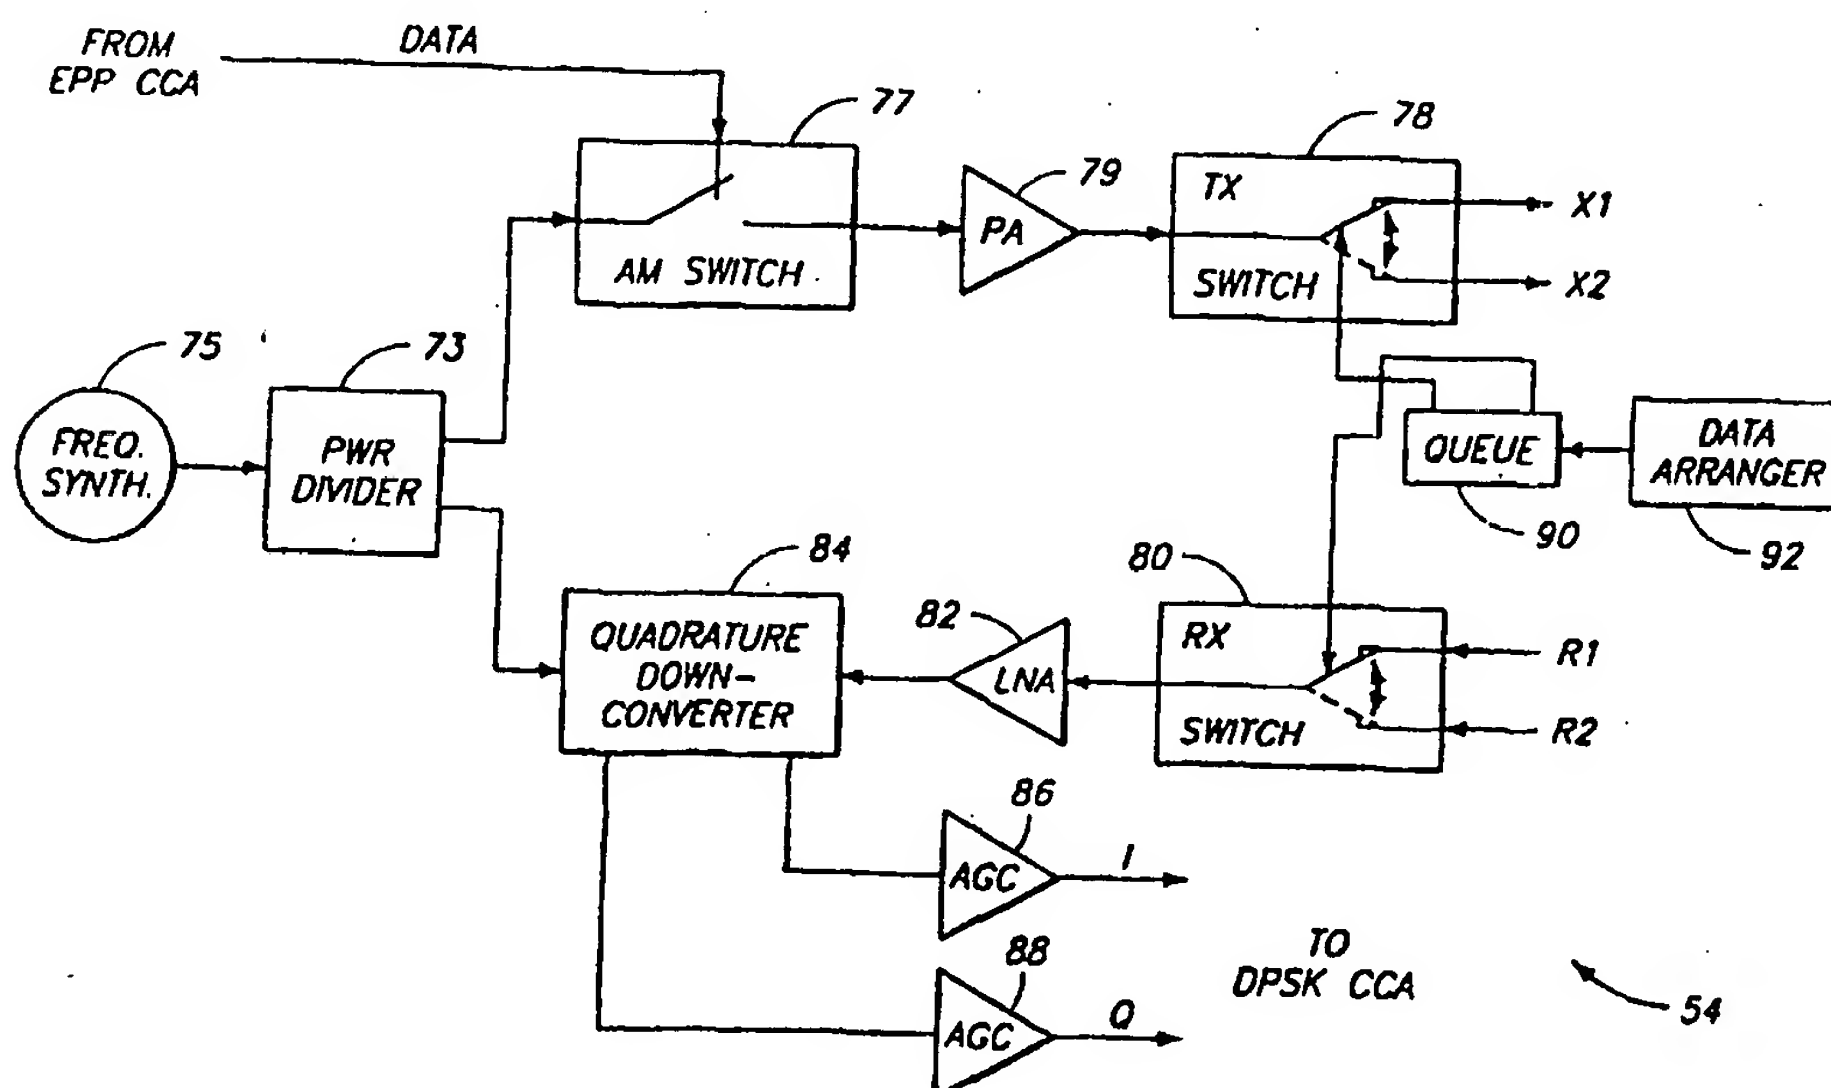 FROM
EPP CCA
DATA
77
AM SWITCH
79
PA
78
TX
SWITCH
X1
X2
75
FREQ.
SYNTH.
73
PWR
DIVIDER
QUEUE
90
DATA
ARRANGER
92
84
QUADRATURE
DOWN-
CONVERTER
82
LNA
80
RX
SWITCH
R1
R2
86
AGC
I
88
AGC
Q
TO
DPSK CCA
54